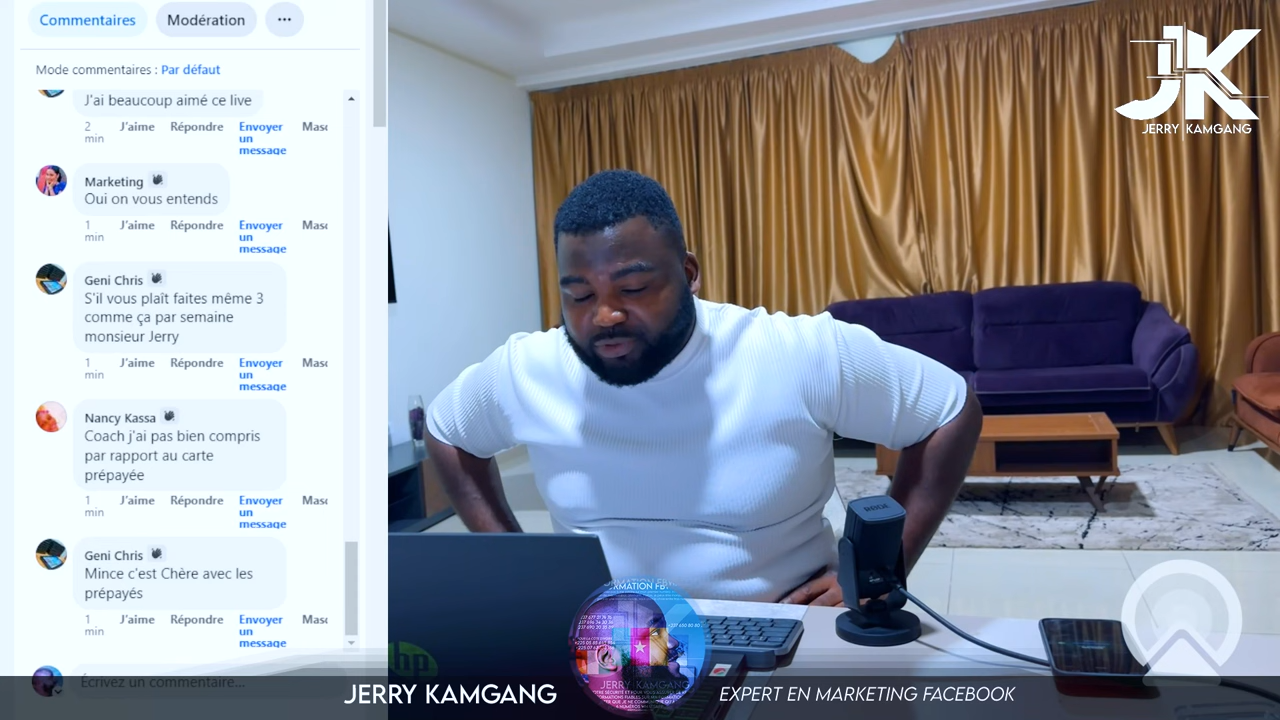 Commentaires
Modération
Mode commentaires : Par défaut
J'ai beaucoup aimé ce live
2 min
J'aime
Répondre
Envoyer un message
Marketing
Oui on vous entends
1 min
J'aime
Répondre
Envoyer un message
Geni Chris
S'il vous plaît faites même 3
comme ça par semaine
monsieur Jerry
1 min
J'aime
Répondre
Envoyer un message
Nancy Kassa
Coach j'ai pas bien compris
par rapport au carte
prépayée
1 min
J'aime
Répondre
Envoyer un message
Geni Chris
Mince c'est Chère avec les
prépayés
1 min
J'aime
Répondre
Envoyer un message
Écrivez un commentaire...
JK
JERRY KAMGANG
RODE
hp
JERRY KAMGANG
EXPERT EN MARKETING FACEBOOK